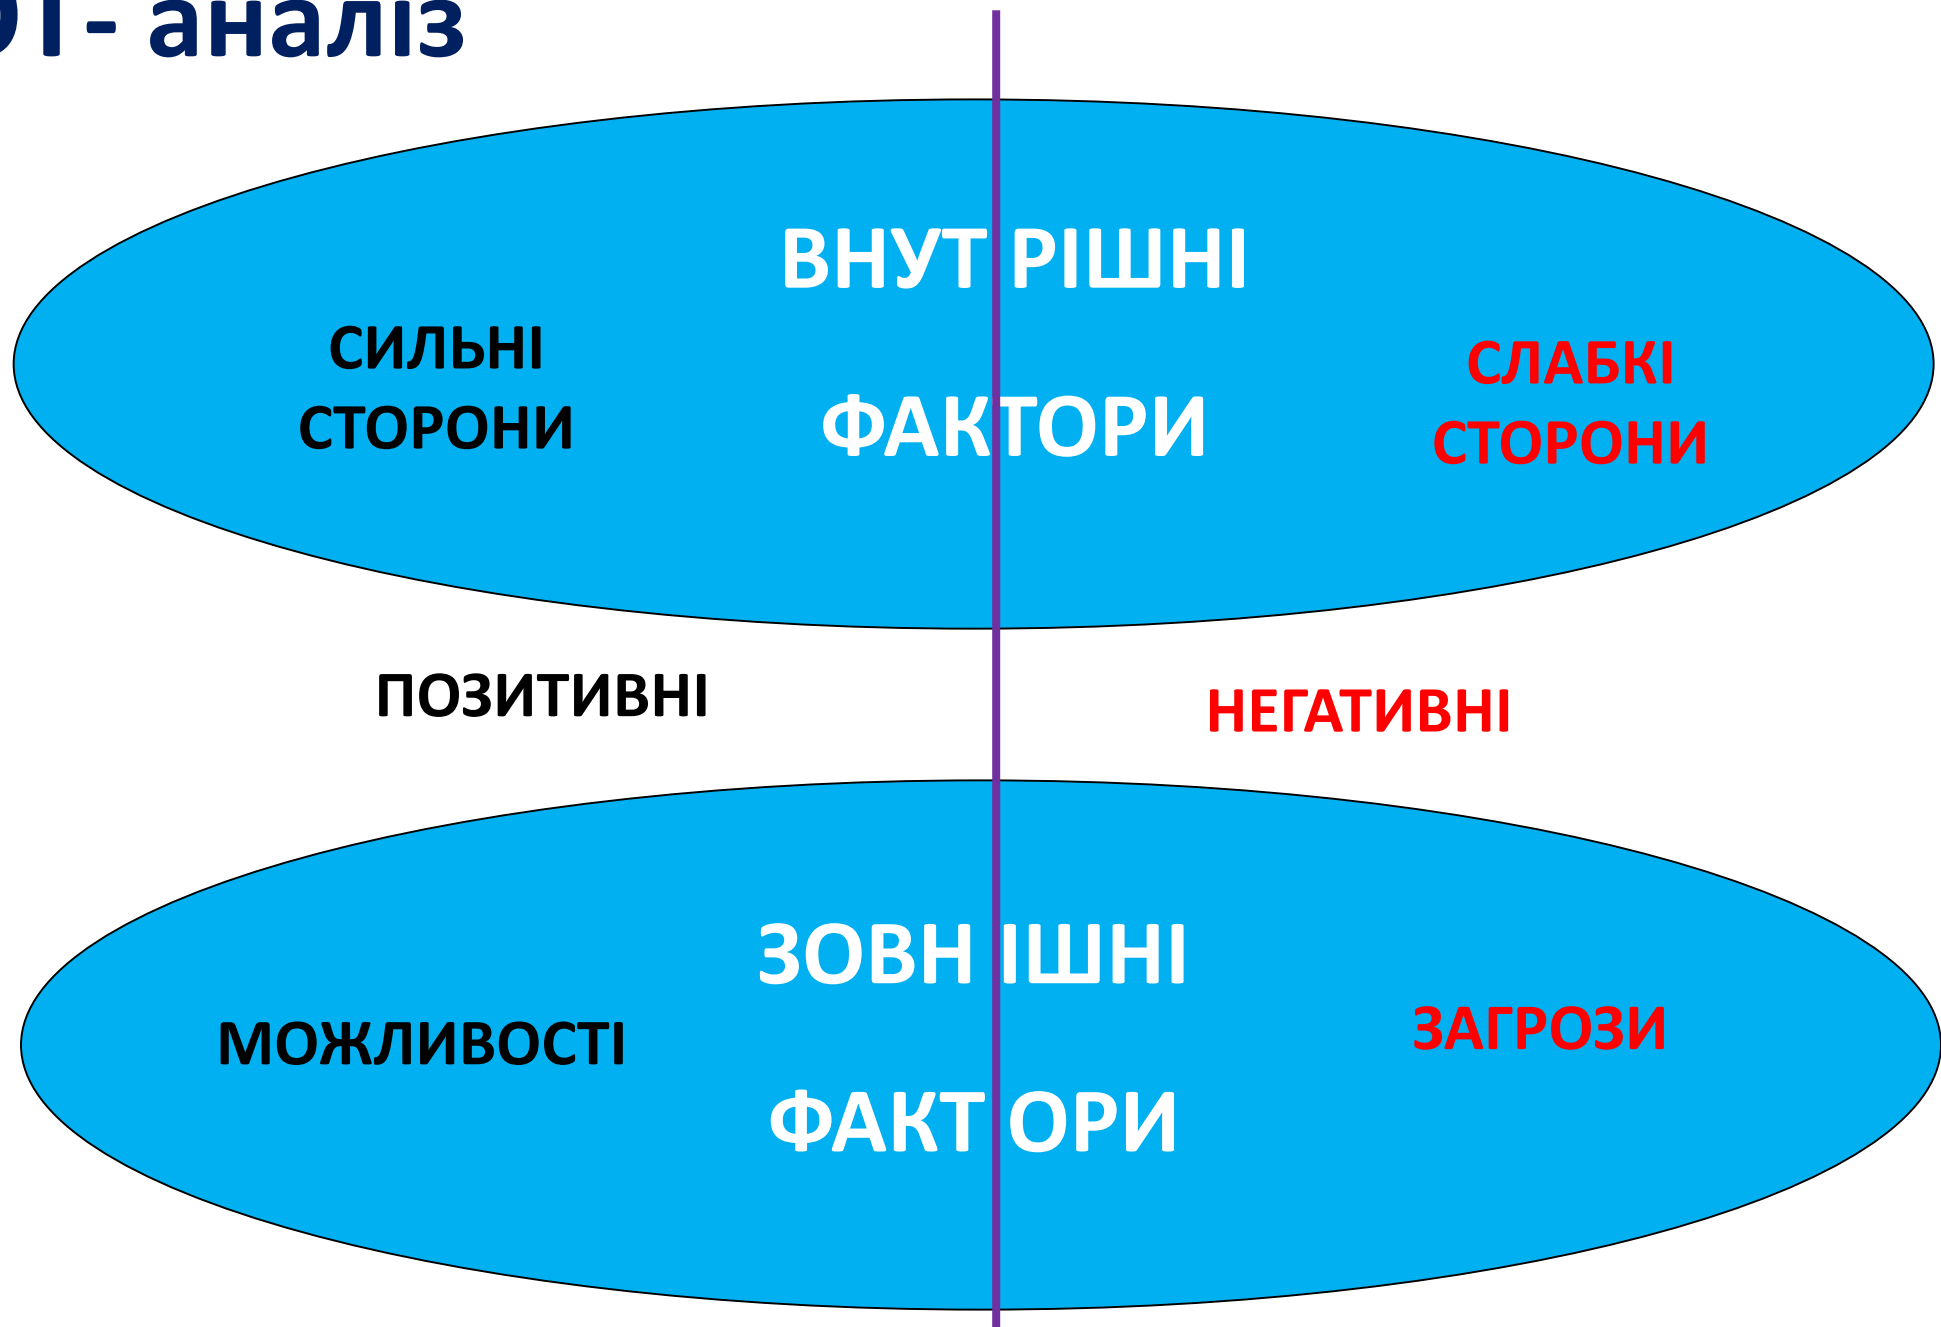 - аналіз
ВНУТ РІШНІ
ФАКТОРИ
СИЛЬНІ
СТОРОНИ
СЛАБКІ
СТОРОНИ
ПОЗИТИВНІ
НЕГАТИВНІ
ЗОВН ІШНІ
ФАКТ ОРИ
МОЖЛИВОСТІ
ЗАГРОЗИ